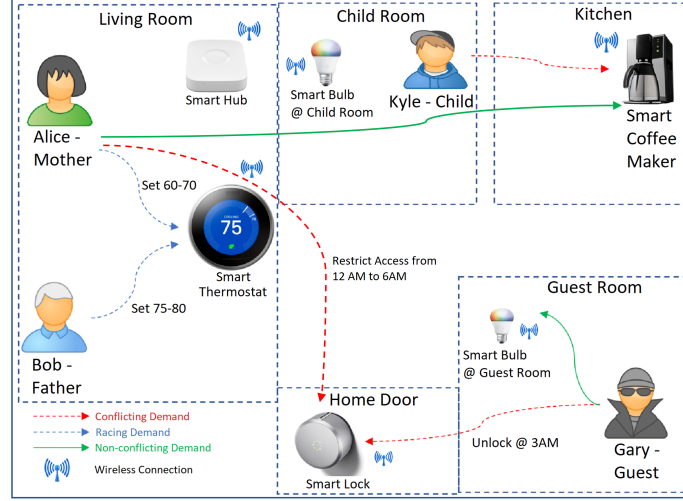 Living Room
Child Room
Kitchen
Smart Hub
Smart Bulb
@ Child Room
Kyle - Child
Smart
Coffee
Maker
Alice -
Mother
Set 60-70
75
Smart
Thermostat
Set 75-80
Restrict Access from
12 AM to 6AM
Bob -
Father
Guest Room
Smart Bulb
@ Guest Room
Home Door
Unlock @ 3AM
Gary -
Guest
Smart Lock
Conflicting Demand
Racing Demand
Non-conflicting Demand
Wireless Connection